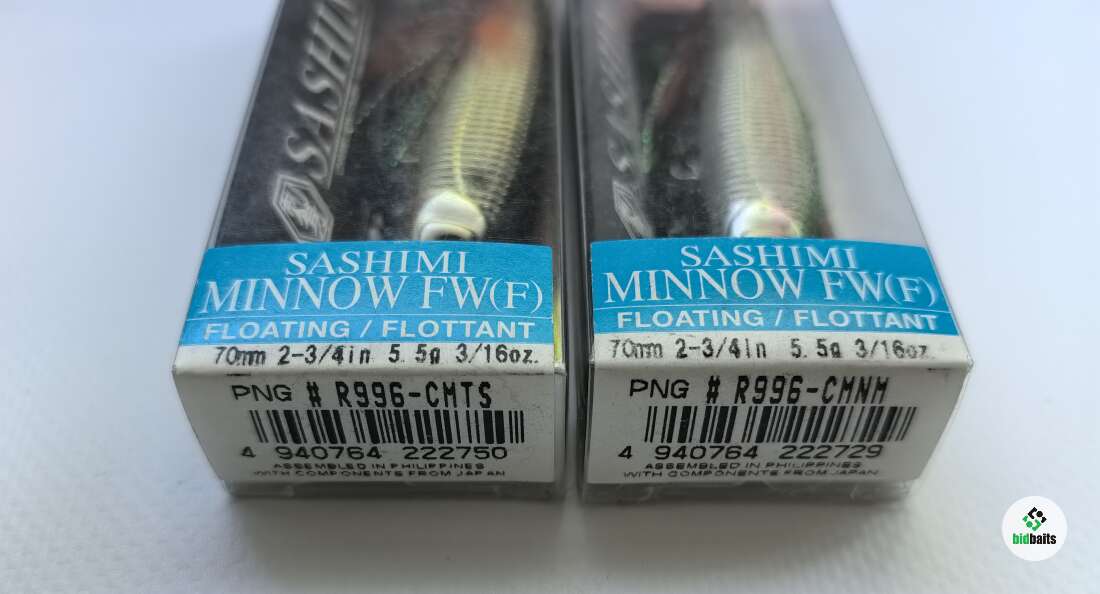 SASHIMI
MINNOW FW(F)
FLOATING / FLOTTANT
70mm 2-3/4in 5.5g 3/16oz.
PNG # R996-CMTS
4 940764 222750
ASSEMBLED IN PHILIPPINES
WITH COMPONENTS FROM JAPAN
SASHIMI
MINNOW FW(F)
FLOATING / FLOTTANT
70mm 2-3/4in 5.5g 3/16oz.
PNG # R996-CMNM
4 940764 222729
ASSEMBLED IN PHILIPPINES
WITH COMPONENTS FROM JAPAN
bidbaits